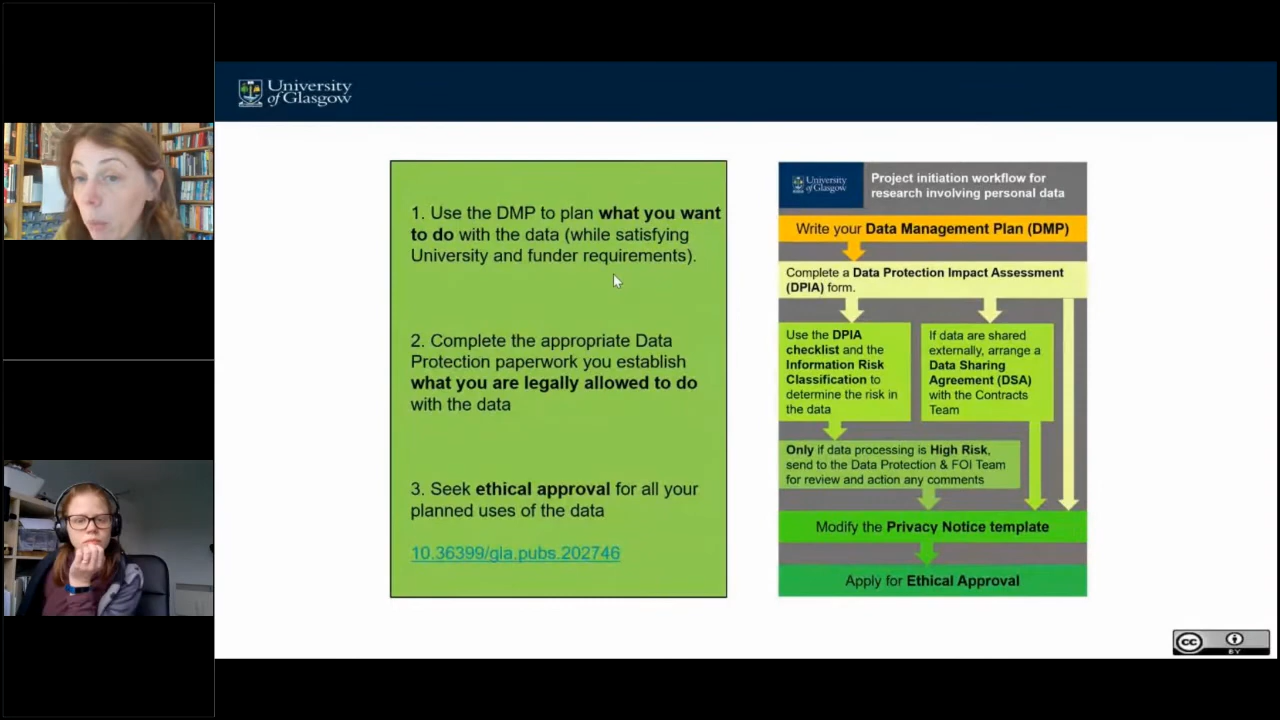 University
of Glasgow
1. Use the DMP to plan what you want
to do with the data (while satisfying
University and funder requirements).
2. Complete the appropriate Data
Protection paperwork you establish
what you are legally allowed to do
with the data
3. Seek ethical approval for all your
planned uses of the data
10.36399/gla.pubs.202746
University
of Glasgow
Project initiation workflow for
research involving personal data
Write your Data Management Plan (DMP)
Complete a Data Protection Impact Assessment
(DPIA) form.
Use the DPIA
checklist and the
Information Risk
Classification to
determine the risk in
the data
If data are shared
externally, arrange a
Data Sharing
Agreement (DSA)
with the Contracts
Team
Only if data processing is High Risk,
send to the Data Protection & FOI Team
for review and action any comments
Modify the Privacy Notice template
Apply for Ethical Approval
cc
BY